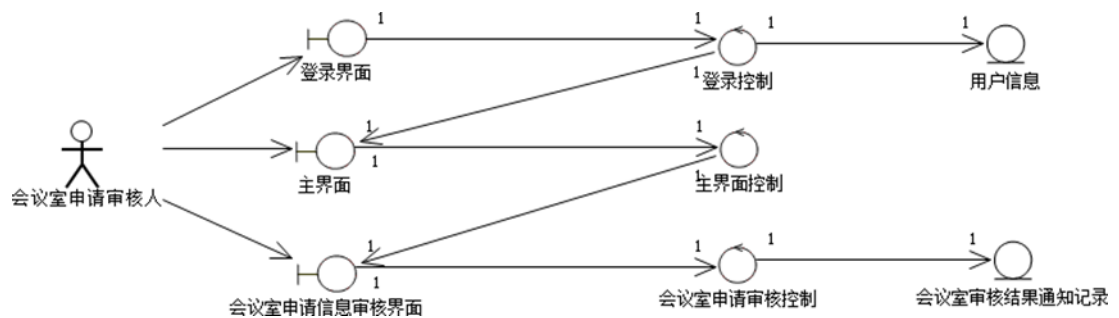 1 1 1 1
登录界面 1 登录控制 用户信息
1 1
会议室申请审核人 主界面 1 1 主界面控制
1 1 1 1
会议室申请信息审核界面 1 会议室申请审核控制 会议室审核结果通知记录